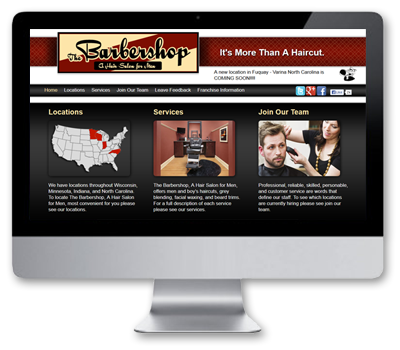 The Barbershop
A Hair Salon for Men
It's More Than A Haircut.
A new location in Fuquay - Varina North Carolina is
COMING SOON!!!!
Home Locations Services Join Our Team Leave Feedback Franchise Information
Locations
Services
Join Our Team
We have locations throughout Wisconsin,
Minnesota, Indiana, and North Carolina.
To locate The Barbershop, A Hair Salon
for Men, most convenient you please
see our locations.
The Barbershop, A Hair Salon for Men,
offers men and boy's haircuts, grey
blending, facial waxing, and beard trims.
For a full description of each service
please see our services.
Professional, reliable, skilled, personable,
and customer service are words that
define our staff. To see which locations
are currently hiring please see join our
team.